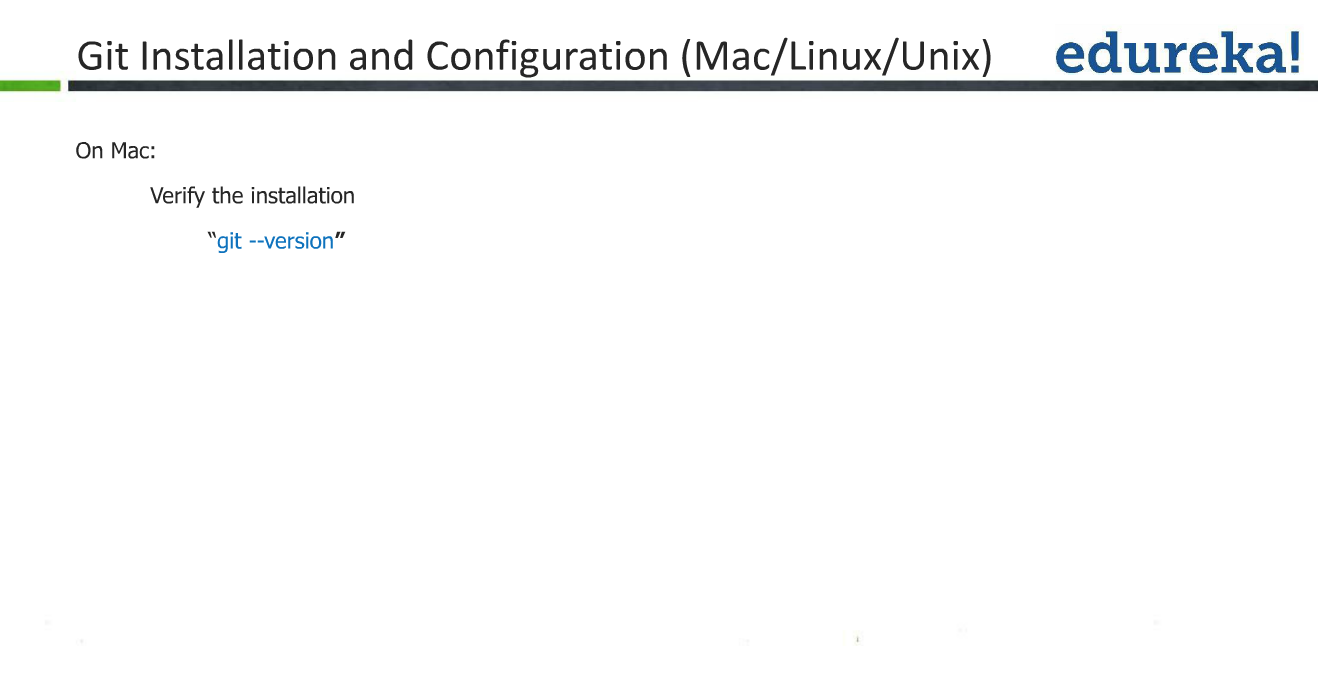 Git Installation and Configuration (Mac/Linux/Unix)
edureka!
On Mac:
Verify the installation
“git --version”